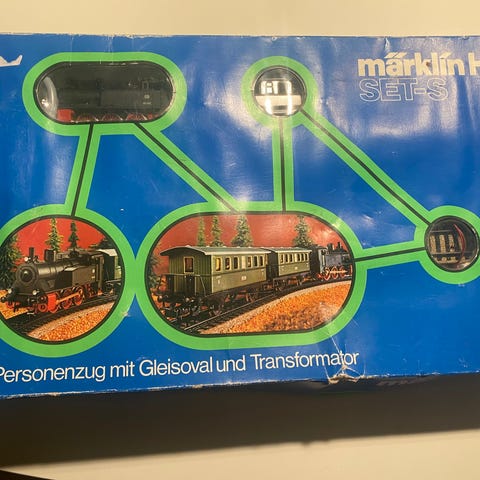 märklin H
SET-S
Personenzug mit Gleisoval und Transformator